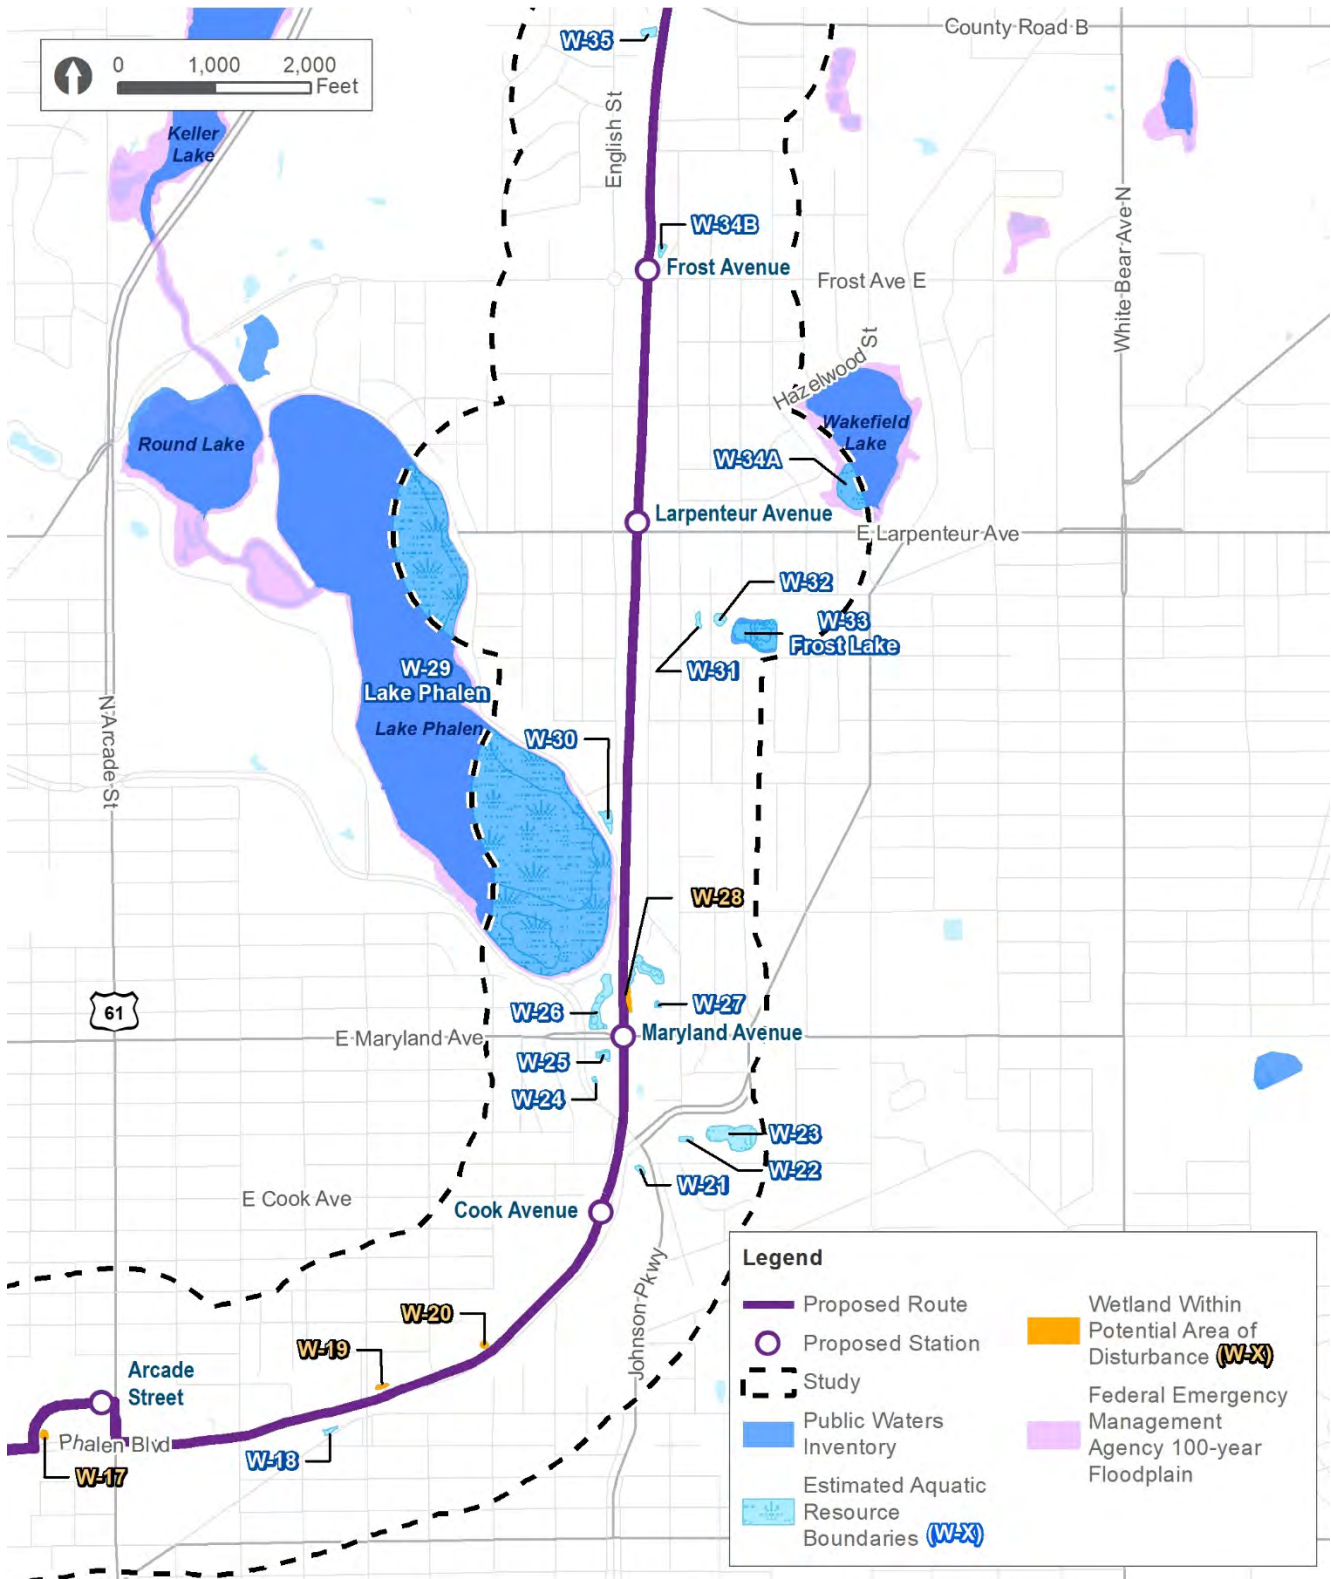 County Road B
W-35
0 1,000 2,000
Feet
Keller
Lake
English St
W-34B
Frost Avenue
Frost Ave E
White Bear Ave N
Hazelwood St
Wakefield
Lake
Round Lake
W-34A
Larpenteur Avenue
E Larpenteur Ave
W-32
W-33
Frost Lake
W-31
W-29
Lake Phalen
Lake Phalen
W-30
N Arcade St
W-28
61
W-26
W-27
E Maryland Ave
Maryland Avenue
W-25
W-24
W-23
W-22
W-21
E Cook Ave
Cook Avenue
Johnson Pkwy
W-20
W-19
Arcade
Street
Phalen Blvd
W-18
W-17
Legend
Proposed Route
Proposed Station
Study
Public Waters
Inventory
Estimated Aquatic
Resource
Boundaries (W-X)
Wetland Within
Potential Area of
Disturbance (W-X)
Federal Emergency
Management
Agency 100-year
Floodplain